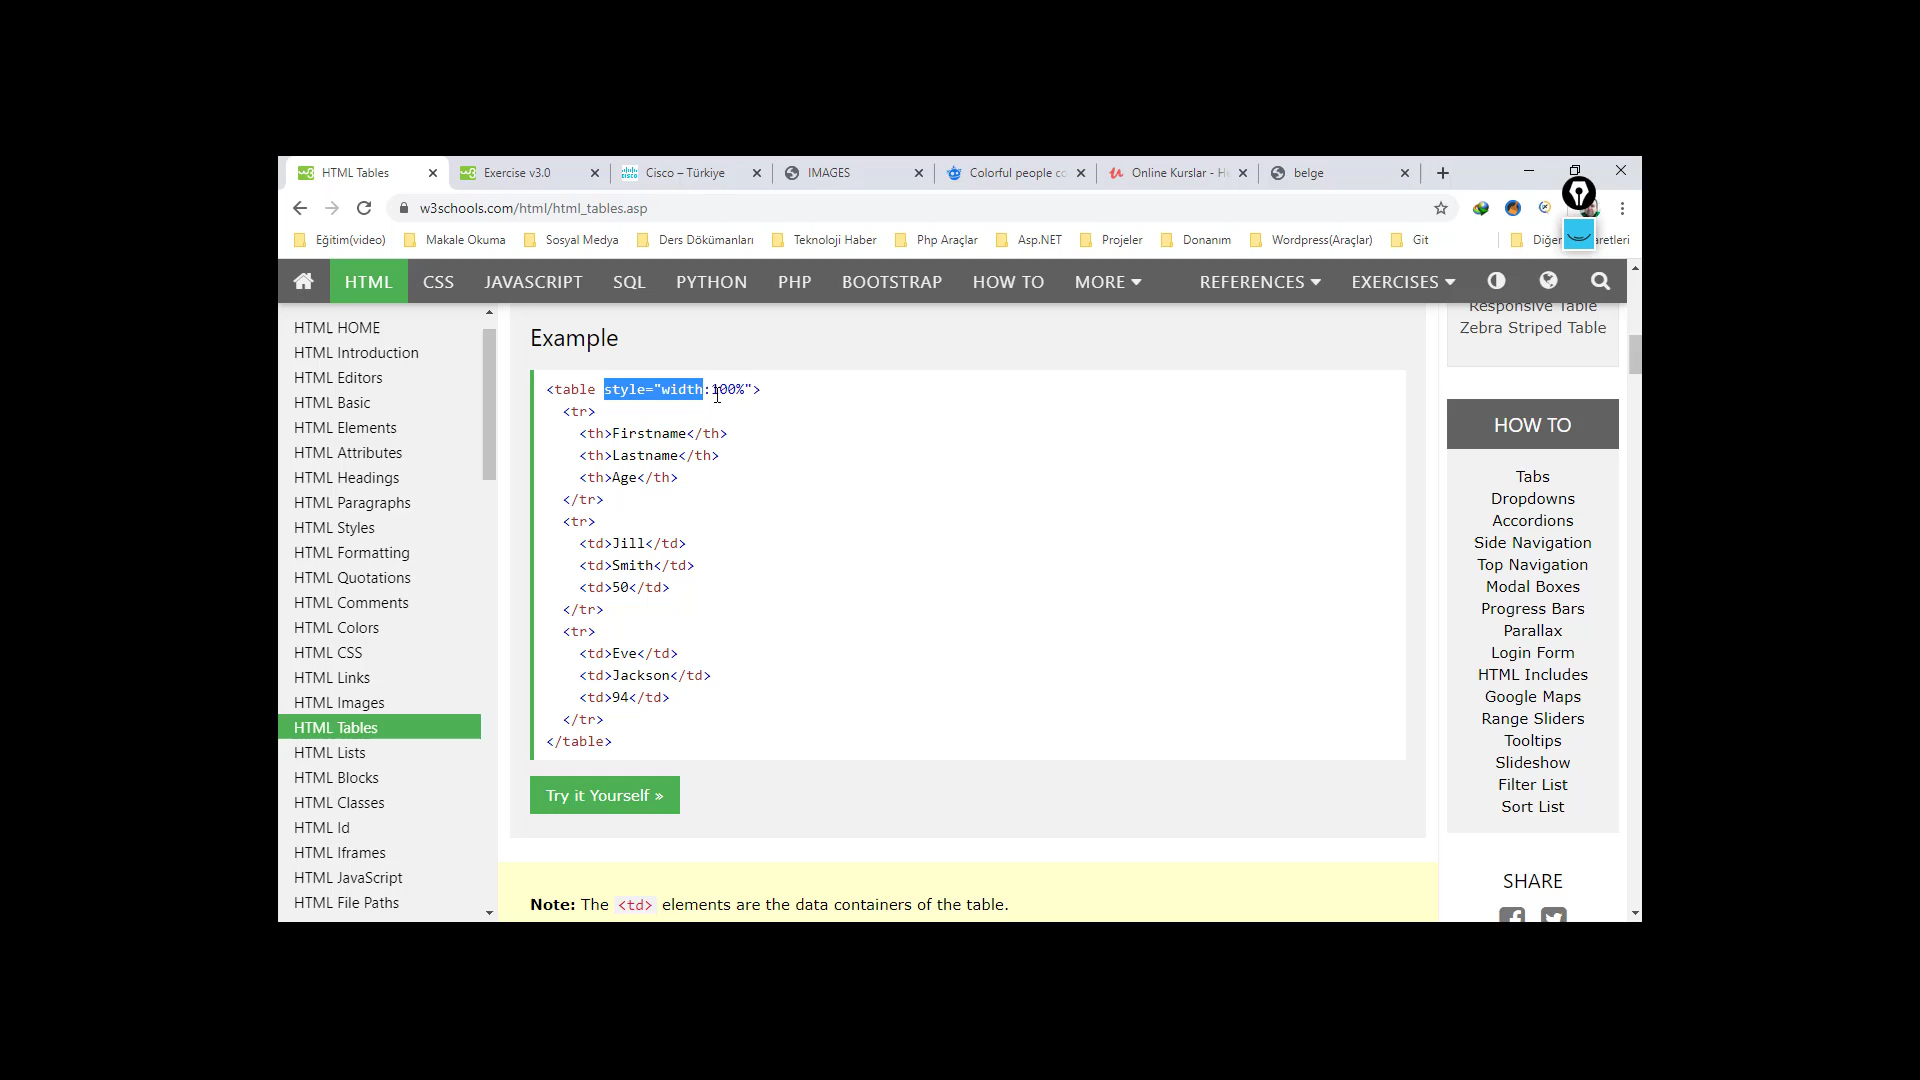 HTML Tables
Exercise v3.0
Cisco – Türkiye
IMAGES
Colorful people co
Online Kurslar - H
belge
w3schools.com/html/html_tables.asp
Eğitim(video)
Makale Okuma
Sosyal Medya
Ders Dökümanları
Teknoloji Haber
Php Araçlar
Asp.NET
Projeler
Donanım
Wordpress(Araçlar)
Git
HTML
CSS
JAVASCRIPT
SQL
PYTHON
PHP
BOOTSTRAP
HOW TO
MORE
REFERENCES
EXERCISES
HTML HOME
HTML Introduction
HTML Editors
HTML Basic
HTML Elements
HTML Attributes
HTML Headings
HTML Paragraphs
HTML Styles
HTML Formatting
HTML Quotations
HTML Comments
HTML Colors
HTML CSS
HTML Links
HTML Images
HTML Tables
HTML Lists
HTML Blocks
HTML Classes
HTML Id
HTML Iframes
HTML JavaScript
HTML File Paths
Example
<table style="width:100%">
<tr>
<th>Firstname</th>
<th>Lastname</th>
<th>Age</th>
</tr>
<tr>
<td>Jill</td>
<td>Smith</td>
<td>50</td>
</tr>
<tr>
<td>Eve</td>
<td>Jackson</td>
<td>94</td>
</tr>
</table>
Try it Yourself »
Note: The <td> elements are the data containers of the table.
Responsive Table
Zebra Striped Table
HOW TO
Tabs
Dropdowns
Accordions
Side Navigation
Top Navigation
Modal Boxes
Progress Bars
Parallax
Login Form
HTML Includes
Google Maps
Range Sliders
Tooltips
Slideshow
Filter List
Sort List
SHARE